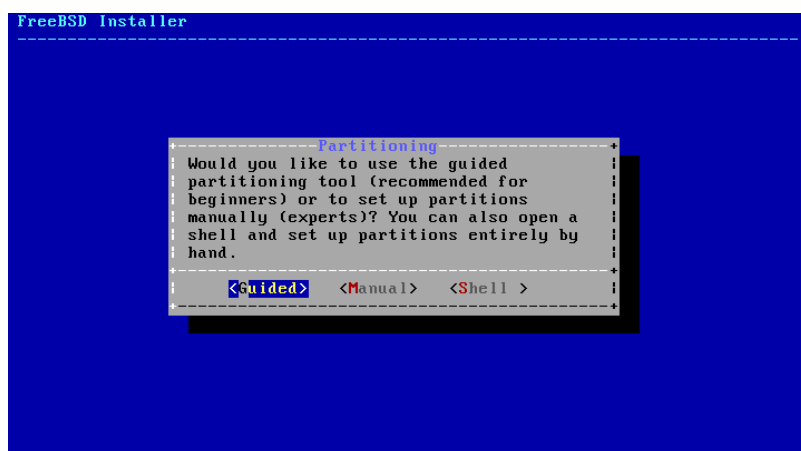 FreeBSD Installer
Partitioning
Would you like to use the guided
partitioning tool (recommended for
beginners) or to set up partitions
manually (experts)? You can also open a
shell and set up partitions entirely by
hand.
<Guided> <Manual> <Shell >